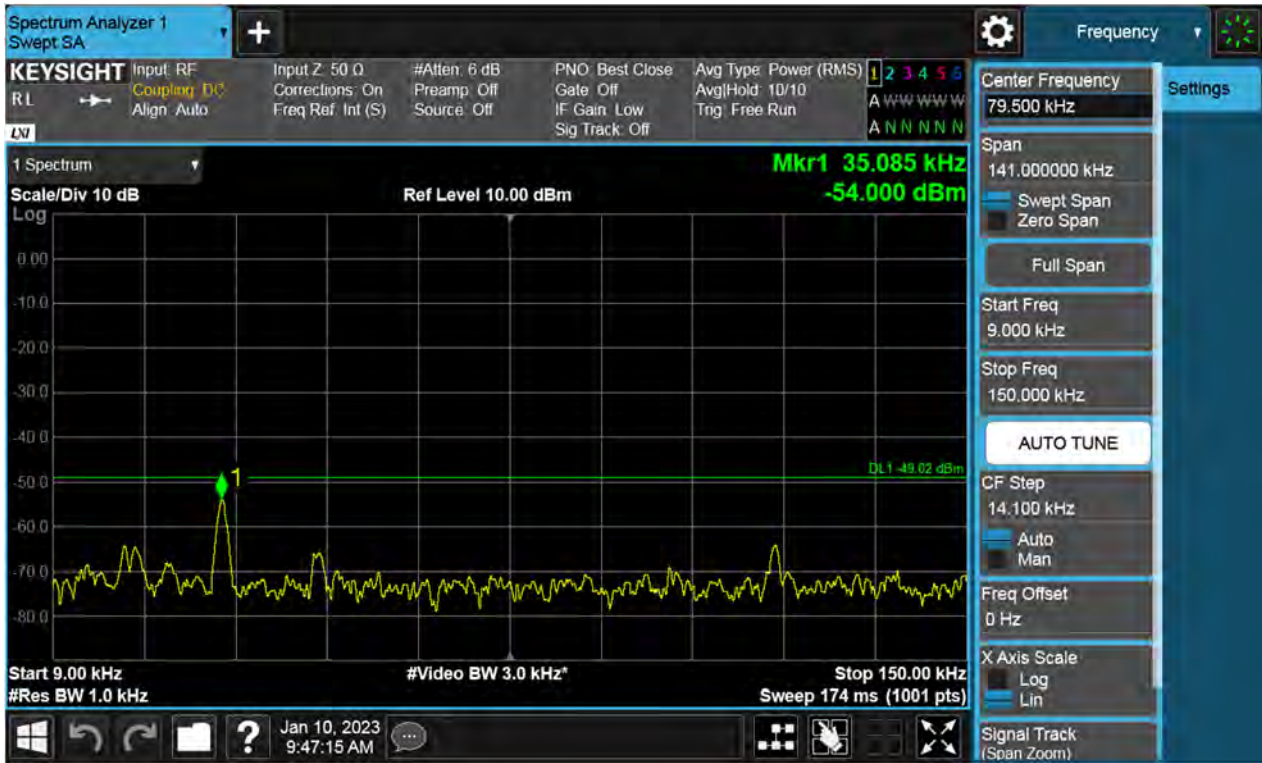 Spectrum Analyzer 1
Swept SA
+
Frequency
KEYSIGHT
RL
LXI
Input: RF
Coupling: DC
Align: Auto
Input Z: 50 Ω
Corrections: On
Freq Ref: Int (S)
#Atten: 6 dB
Preamp: Off
Source: Off
PNO: Best Close
Gate: Off
IF Gain: Low
Sig Track: Off
Avg Type: Power (RMS)
Avg|Hold: 10/10
Trig: Free Run
1 2 3 4 5 6
A W W W W W
A N N N N N
Center Frequency
79.500 kHz
Settings
Span
141.000000 kHz
Swept Span
Zero Span
Full Span
Start Freq
9.000 kHz
Stop Freq
150.000 kHz
AUTO TUNE
CF Step
14.100 kHz
Auto
Man
Freq Offset
0 Hz
X Axis Scale
Log
Lin
Signal Track
(Span Zoom)
1 Spectrum
Mkr1 35.085 kHz
-54.000 dBm
Scale/Div 10 dB
Ref Level 10.00 dBm
Log
0.00
-10.0
-20.0
-30.0
-40.0
-50.0
-60.0
-70.0
-80.0
1
DL1 -49.02 dBm
Start 9.00 kHz
#Video BW 3.0 kHz*
Stop 150.00 kHz
#Res BW 1.0 kHz
Sweep 174 ms (1001 pts)
?
Jan 10, 2023
9:47:15 AM